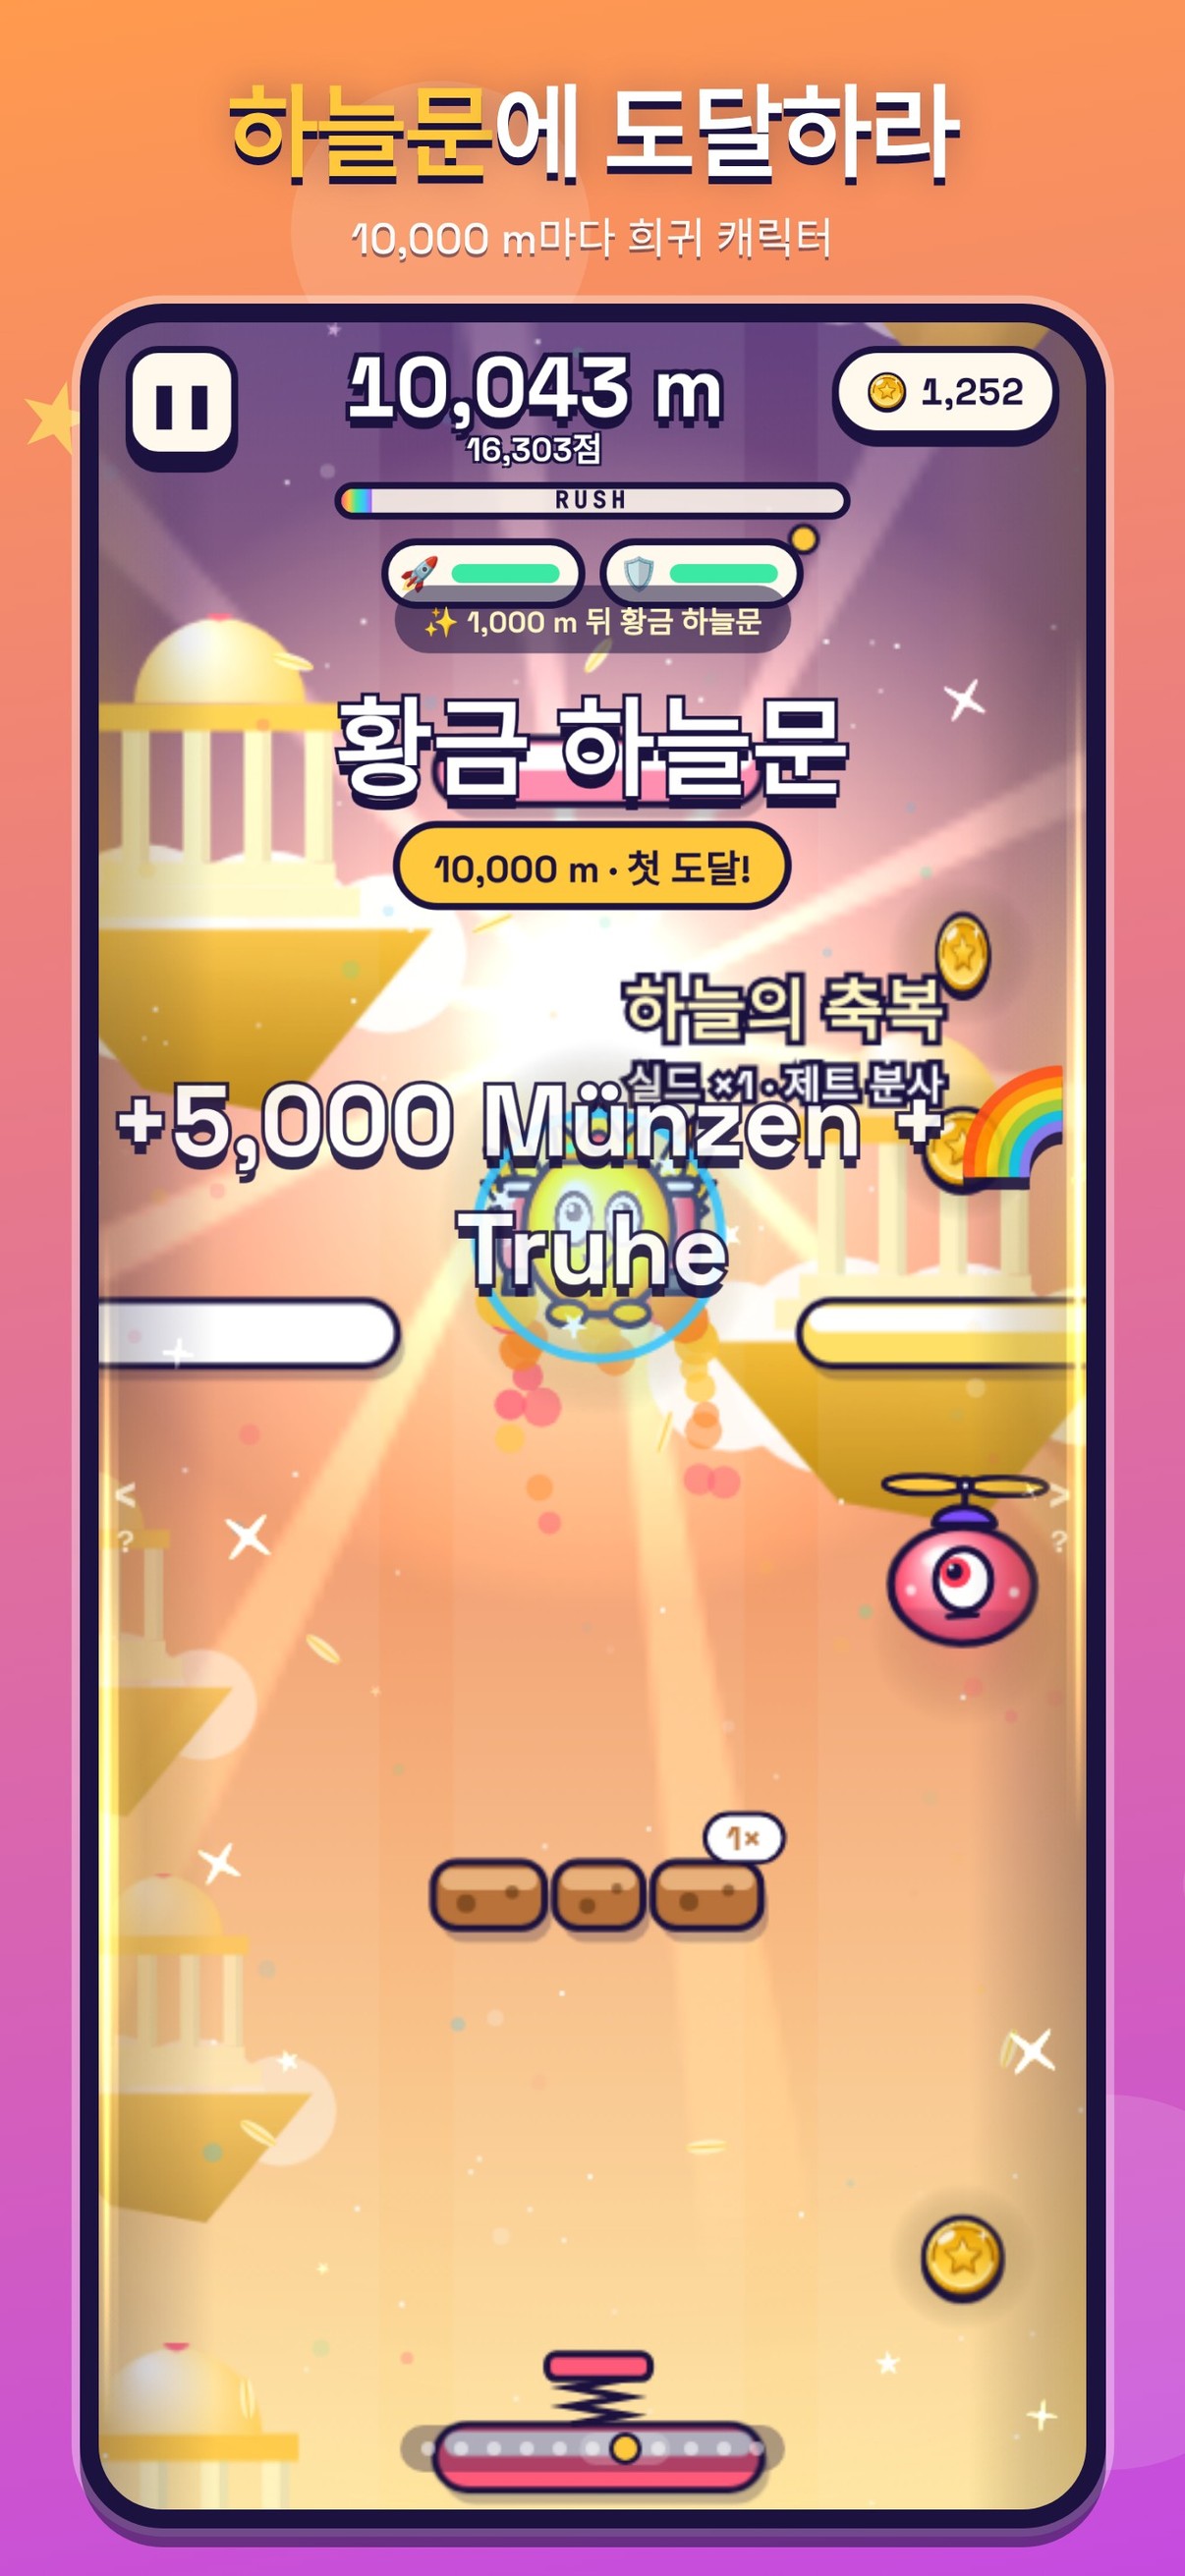 하늘문에 도달하라
10,000 m마다 희귀 캐릭터
10,043 m
1,252
16,303점
RUSH
✨ 1,000 m 뒤 황금 하늘문
황금 하늘문
10,000 m · 첫 도달!
하늘의 축복
실드 ×1 · 제트 분사
+5,000 Münzen +🌈
Truhe
< >
? ?
1×